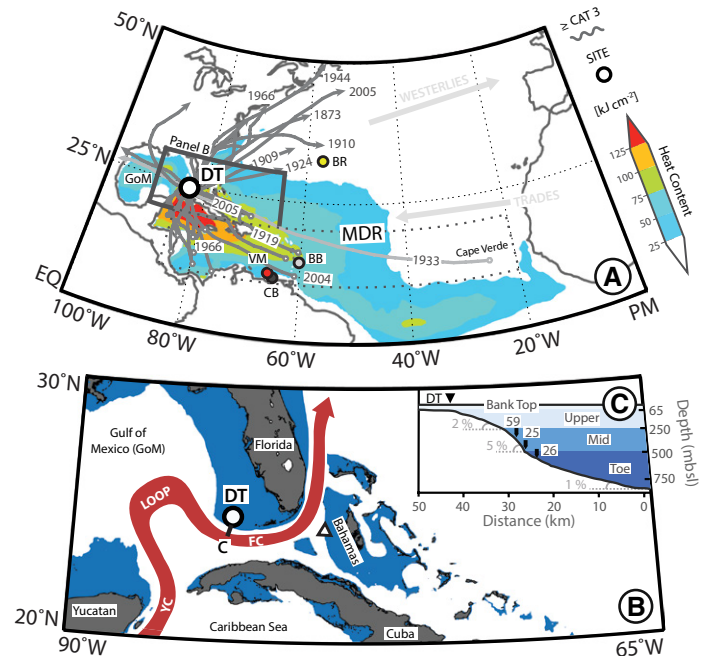 50°N
≥ CAT 3
SITE
[kJ cm⁻²]
125
100
75
50
25
Heat Content
1944
2005
1966
1873
WESTERLIES
1910
25°N
Panel B
1909
1924
BR
GoM
DT
2005
TRADES
MDR
1919
1966
VM
BB
1933
Cape Verde
2004
CB
A
EQ
100°W
80°W
60°W
40°W
20°W
PM
30°N
Gulf of
Mexico (GoM)
Florida
LOOP
DT
C
FC
Bahamas
YC
Yucatan
Caribbean Sea
Cuba
B
20°N
90°W
65°W
DT
Bank Top
C
65
2 %
59
Upper
250
25
5 %
Mid
26
500
Toe
1 %
750
Depth (mbsl)
50
40
30
20
10
0
Distance (km)